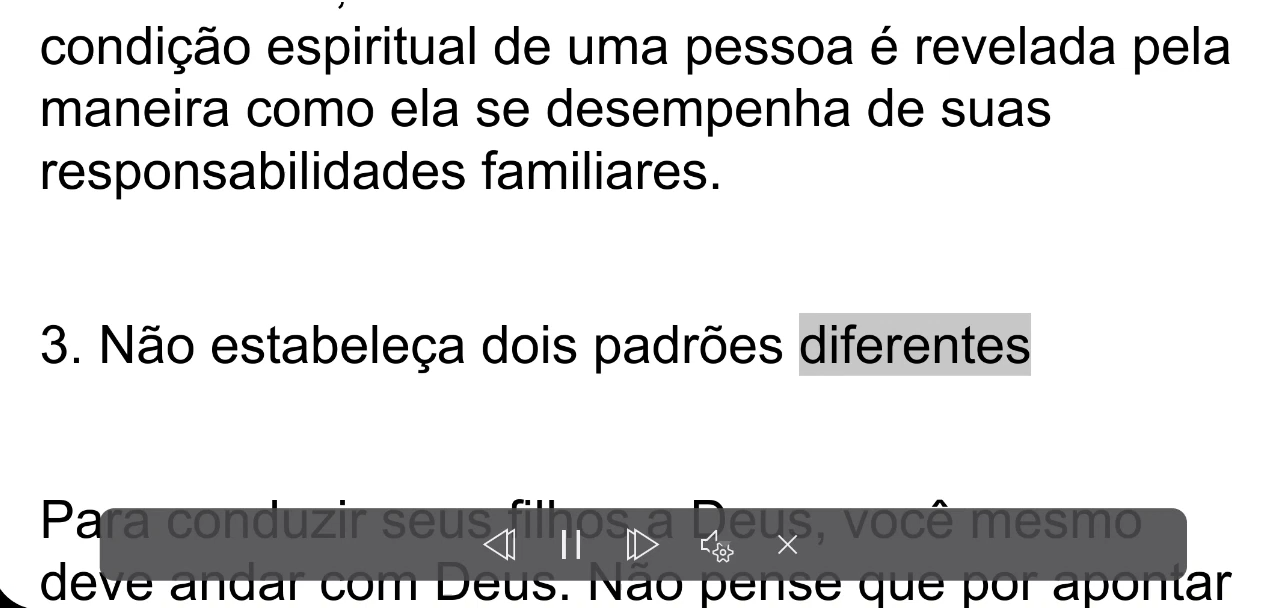 condição espiritual de uma pessoa é revelada pela
maneira como ela se desempenha de suas
responsabilidades familiares.
3. Não estabeleça dois padrões diferentes
Para conduzir seus filhos a Deus, você mesmo
deve andar com Deus. Não pense que por apontar